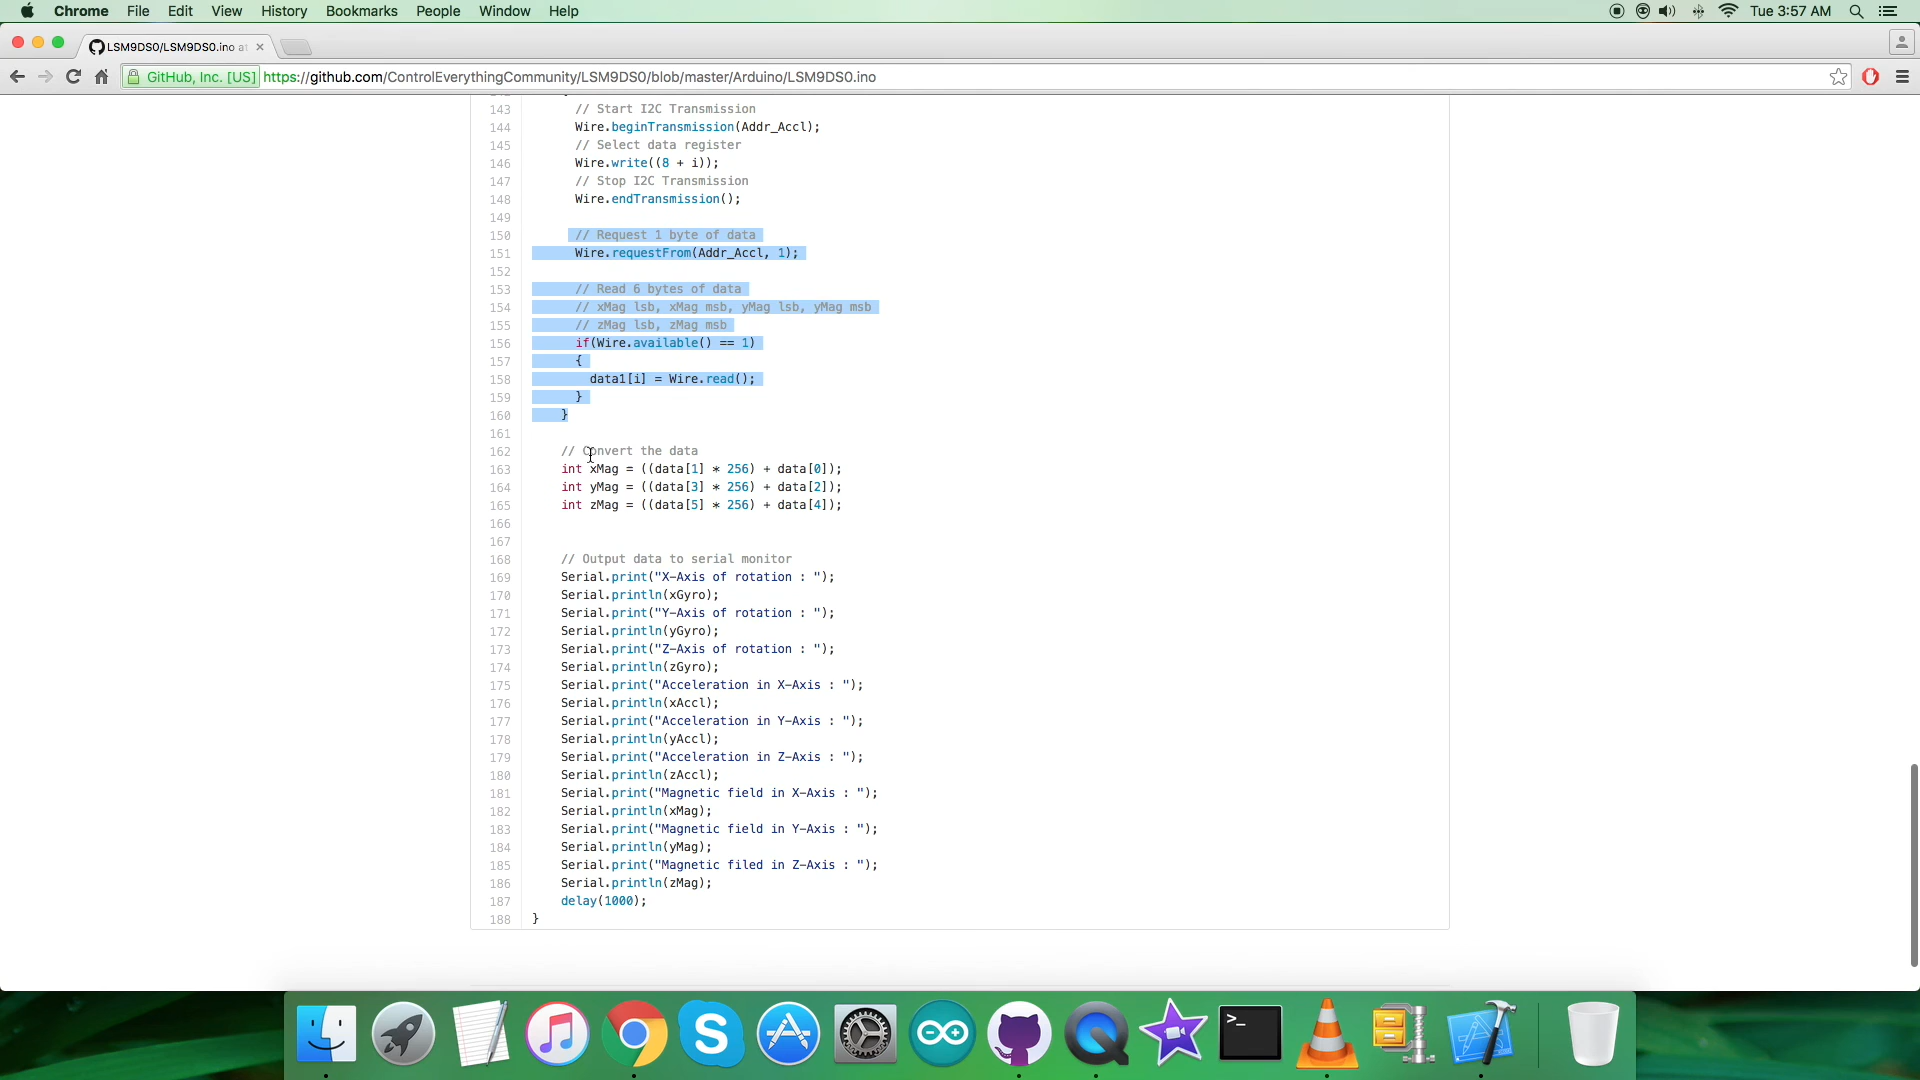 Chrome File Edit View History Bookmarks People Window Help Tue 3:57 AM
LSM9DS0/LSM9DS0.ino at
GitHub, Inc. [US] https://github.com/ControlEverythingCommunity/LSM9DS0/blob/master/Arduino/LSM9DS0.ino
143 // Start I2C Transmission
144 Wire.beginTransmission(Addr_Accl);
145 // Select data register
146 Wire.write((8 + i));
147 // Stop I2C Transmission
148 Wire.endTransmission();
149
150 // Request 1 byte of data
151 Wire.requestFrom(Addr_Accl, 1);
152
153 // Read 6 bytes of data
154 // xMag lsb, xMag msb, yMag lsb, yMag msb
155 // zMag lsb, zMag msb
156 if(Wire.available() == 1)
157 {
158 data1[i] = Wire.read();
159 }
160 }
161
162 // Convert the data
163 int xMag = ((data[1] * 256) + data[0]);
164 int yMag = ((data[3] * 256) + data[2]);
165 int zMag = ((data[5] * 256) + data[4]);
166
167
168 // Output data to serial monitor
169 Serial.print("X-Axis of rotation : ");
170 Serial.println(xGyro);
171 Serial.print("Y-Axis of rotation : ");
172 Serial.println(yGyro);
173 Serial.print("Z-Axis of rotation : ");
174 Serial.println(zGyro);
175 Serial.print("Acceleration in X-Axis : ");
176 Serial.println(xAccl);
177 Serial.print("Acceleration in Y-Axis : ");
178 Serial.println(yAccl);
179 Serial.print("Acceleration in Z-Axis : ");
180 Serial.println(zAccl);
181 Serial.print("Magnetic field in X-Axis : ");
182 Serial.println(xMag);
183 Serial.print("Magnetic field in Y-Axis : ");
184 Serial.println(yMag);
185 Serial.print("Magnetic filed in Z-Axis : ");
186 Serial.println(zMag);
187 delay(1000);
188 }